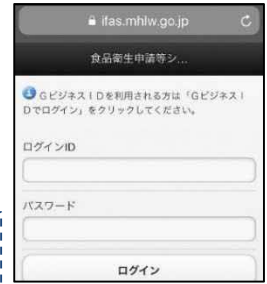 ifas.mhlw.go.jp
食品衛生申請等シ...
GビジネスIDを利用される方は「GビジネスI
Dでログイン」をクリックしてください。
ログインID
パスワード
ログイン